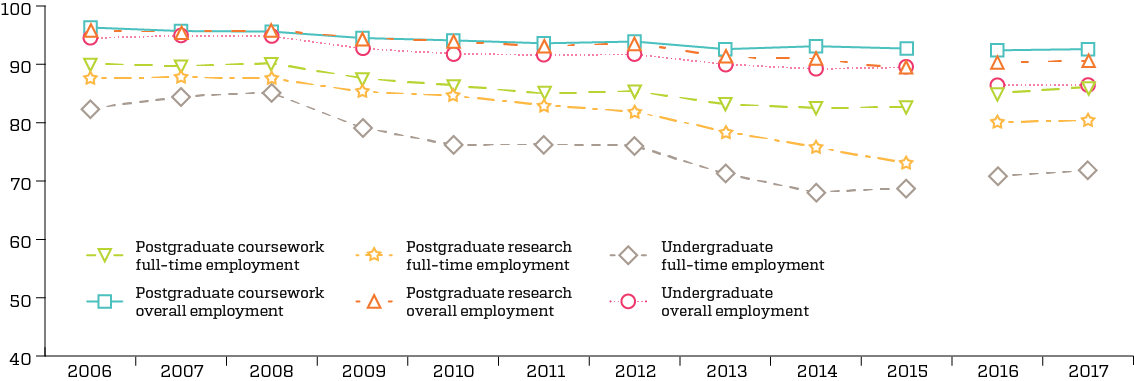 100
90
80
70
60
50
40
Postgraduate coursework
full-time employment
Postgraduate research
full-time employment
Undergraduate
full-time employment
Postgraduate coursework
overall employment
Postgraduate research
overall employment
Undergraduate
overall employment
2006 2007 2008 2009 2010 2011 2012 2013 2014 2015 2016 2017